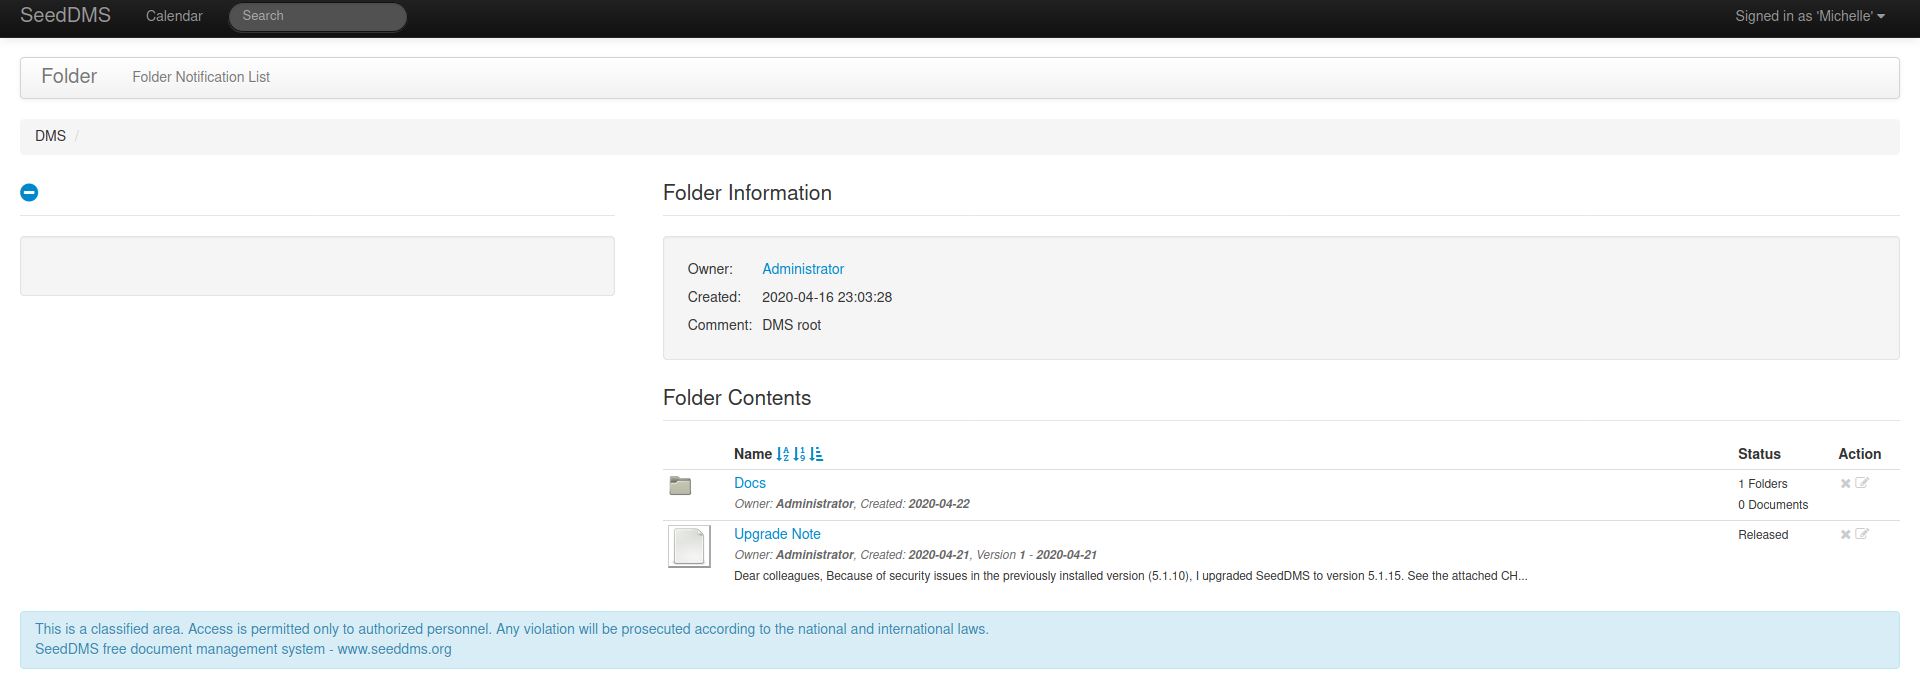 SeedDMS Calendar Search Signed in as 'Michelle'
Folder Folder Notification List
DMS /
Folder Information
Owner: Administrator
Created: 2020-04-16 23:03:28
Comment: DMS root
Folder Contents
Name Status Action
Docs 1 Folders
Owner: Administrator, Created: 2020-04-22 0 Documents
Upgrade Note Released
Owner: Administrator, Created: 2020-04-21, Version 1 - 2020-04-21
Dear colleagues, Because of security issues in the previously installed version (5.1.10), I upgraded SeedDMS to version 5.1.15. See the attached CH...
This is a classified area. Access is permitted only to authorized personnel. Any violation will be prosecuted according to the national and international laws.
SeedDMS free document management system - www.seeddms.org